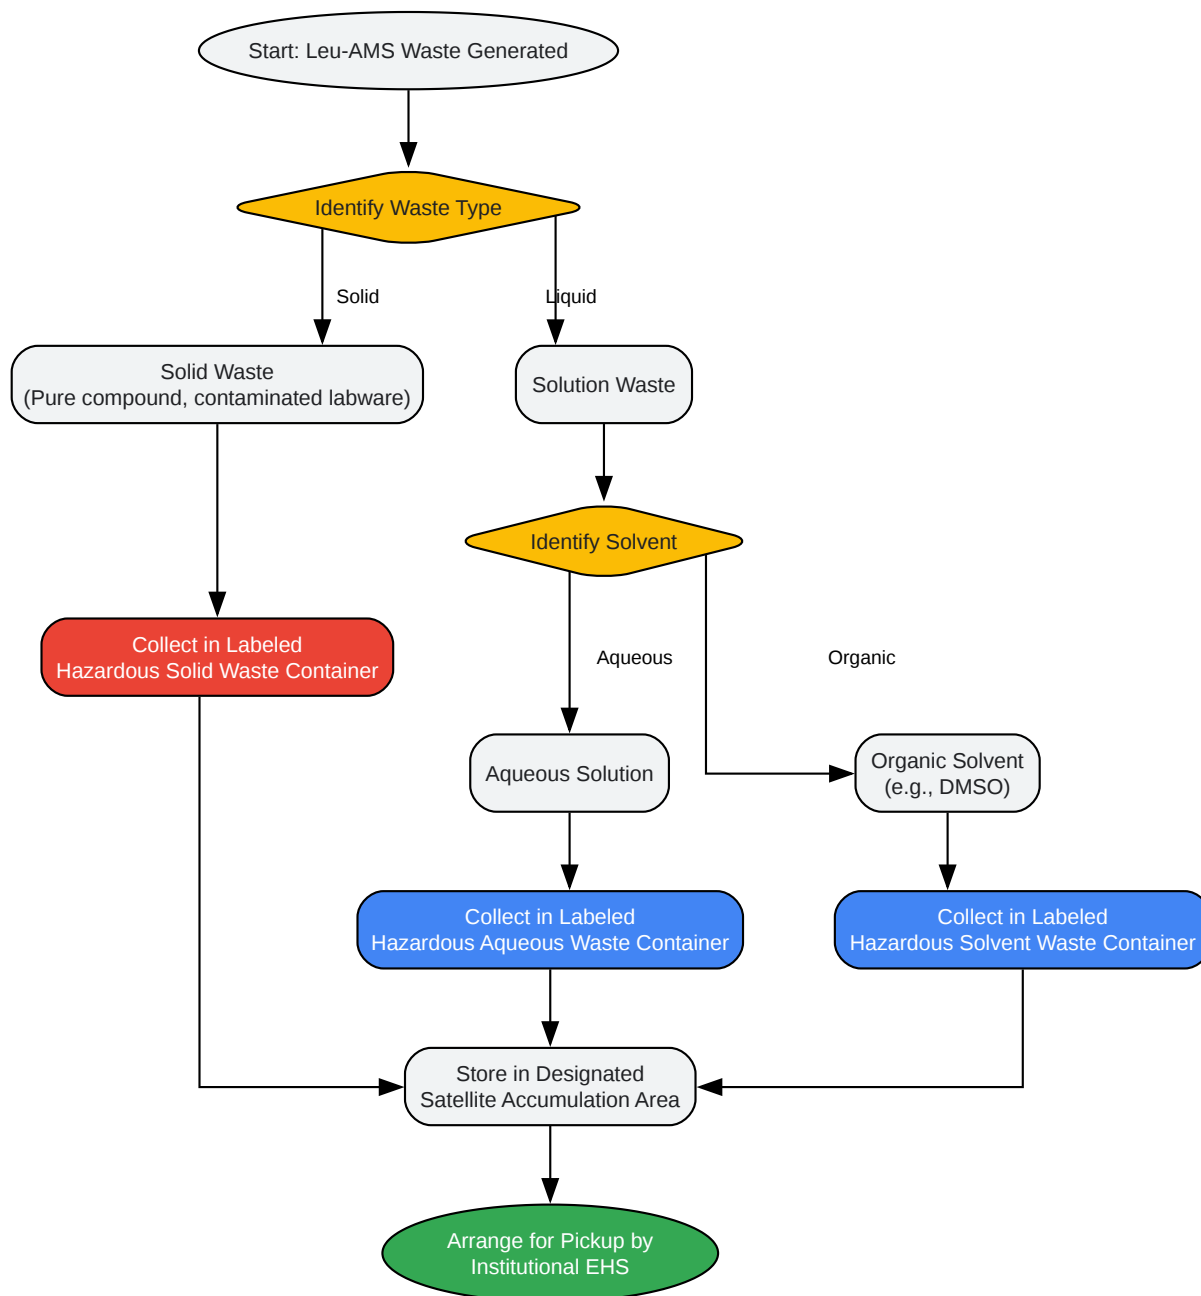 Start: Leu-AMS Waste Generated
Identify Waste Type
Solid
Liquid
Solid Waste
(Pure compound, contaminated labware)
Solution Waste
Identify Solvent
Collect in Labeled
Hazardous Solid Waste Container
Aqueous
Organic
Aqueous Solution
Organic Solvent
(e.g., DMSO)
Collect in Labeled
Hazardous Aqueous Waste Container
Collect in Labeled
Hazardous Solvent Waste Container
Store in Designated
Satellite Accumulation Area
Arrange for Pickup by
Institutional EHS